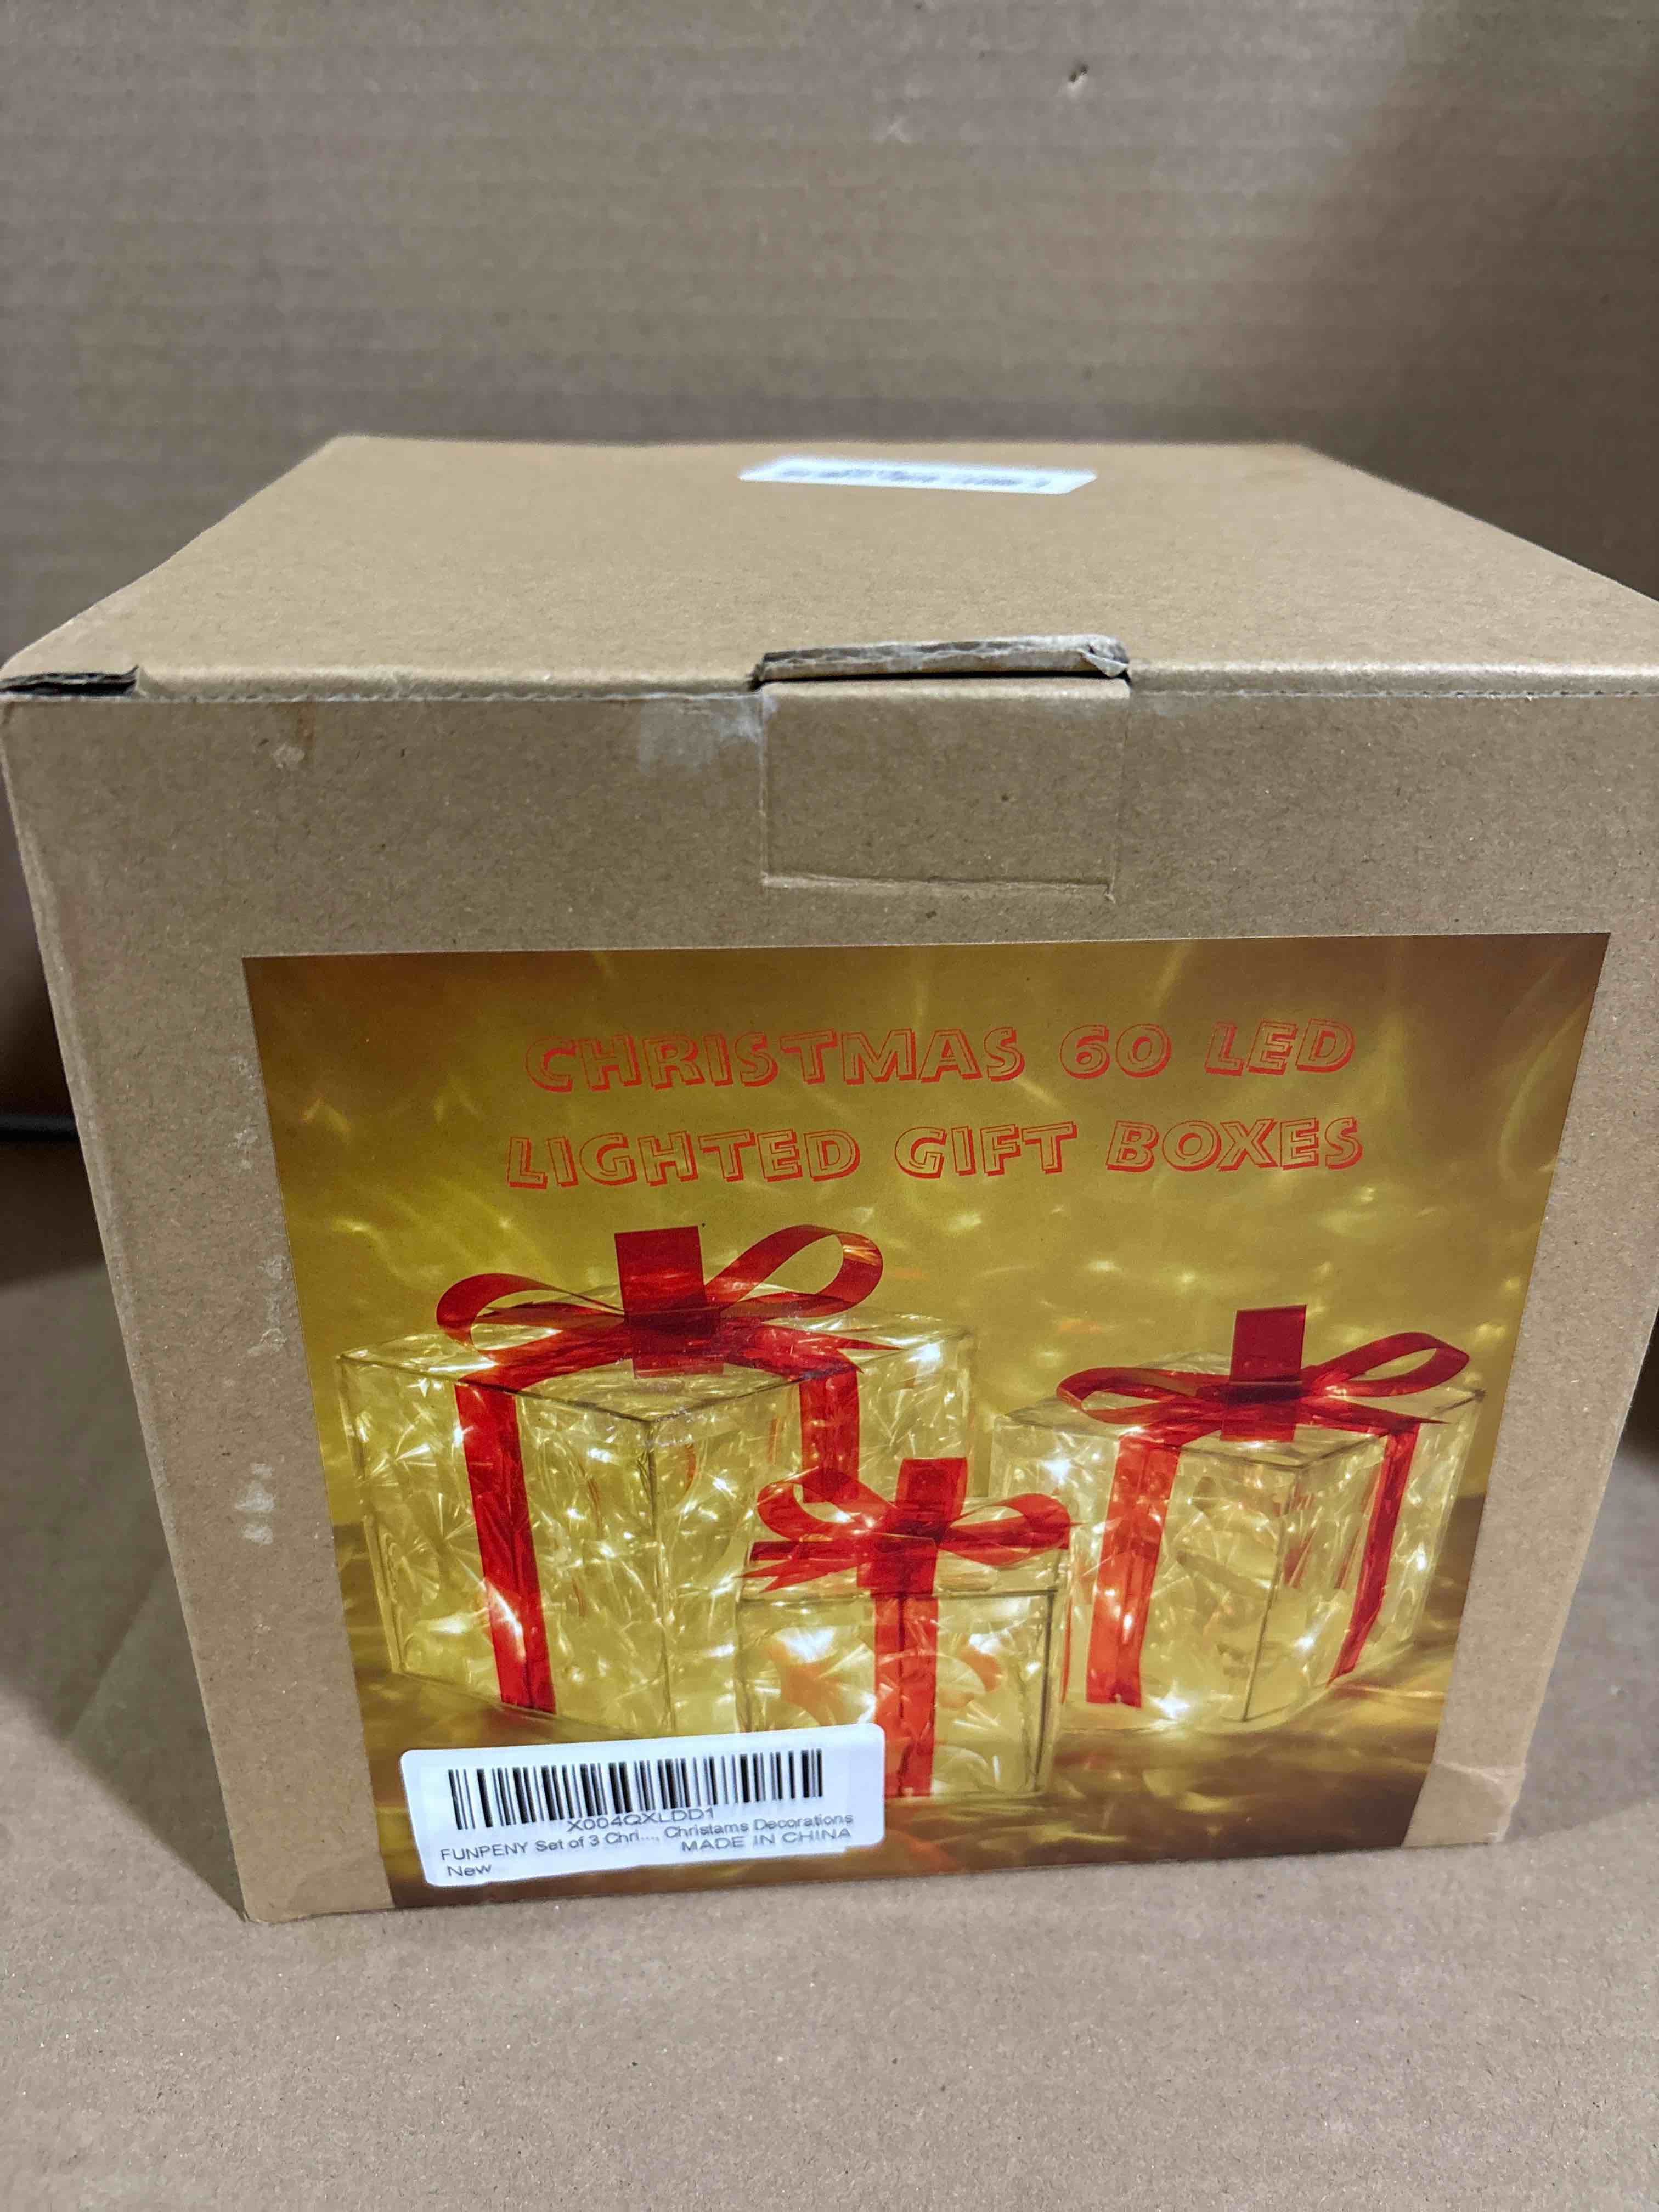 CHRISTMAS 60 LED
LIGHTED GIFT BOXES
X004QXLDD1
FUNPENY Set of 3 Chri..., Christams Decorations
New MADE IN CHINA